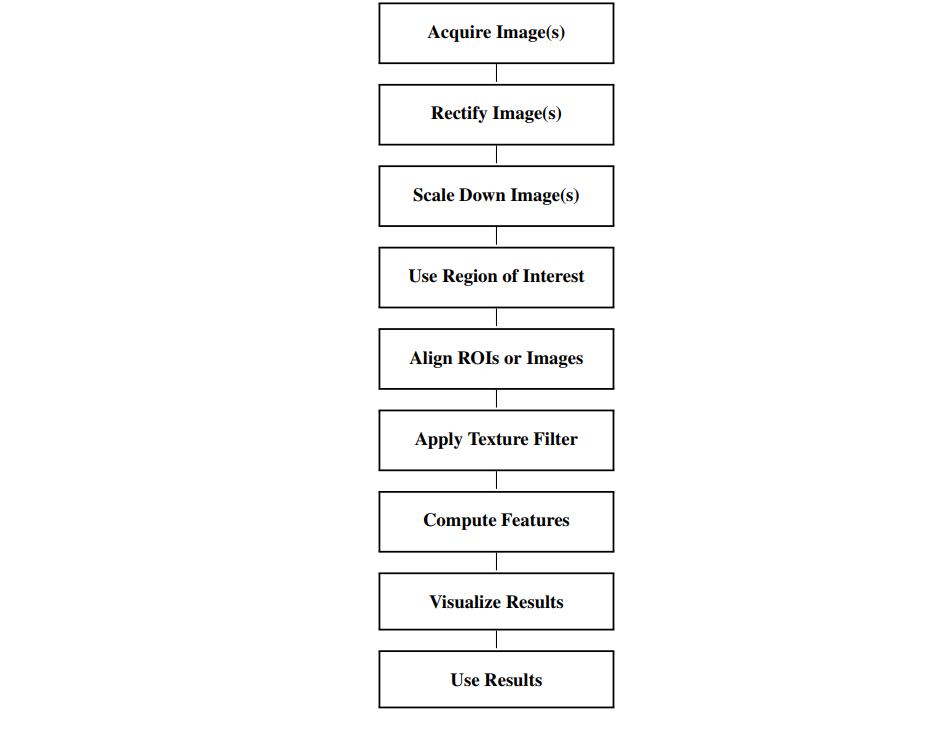 Acquire Image(s)
Rectify Image(s)
Scale Down Image(s)
Use Region of Interest
Align ROIs or Images
Apply Texture Filter
Compute Features
Visualize Results
Use Results